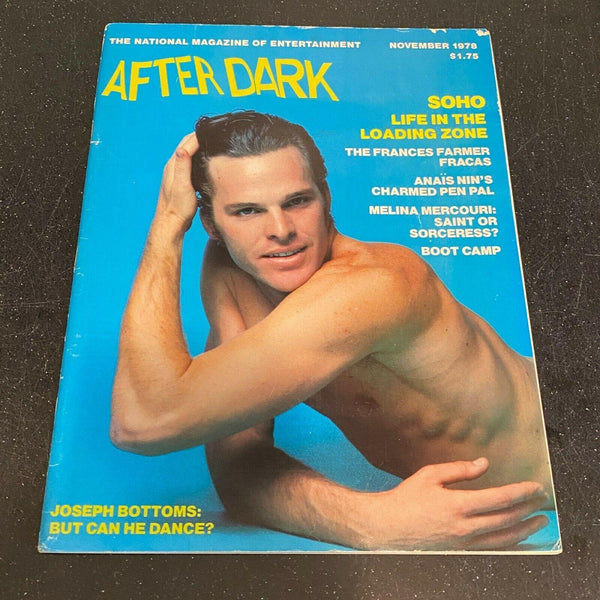 THE NATIONAL MAGAZINE OF ENTERTAINMENT
NOVEMBER 1978
$1.75
AFTER DARK
SOHO
LIFE IN THE
LOADING ZONE
THE FRANCES FARMER
FRACAS
ANAÏS NIN'S
CHARMED PEN PAL
MELINA MERCOURI:
SAINT OR
SORCERESS?
BOOT CAMP
JOSEPH BOTTOMS:
BUT CAN HE DANCE?